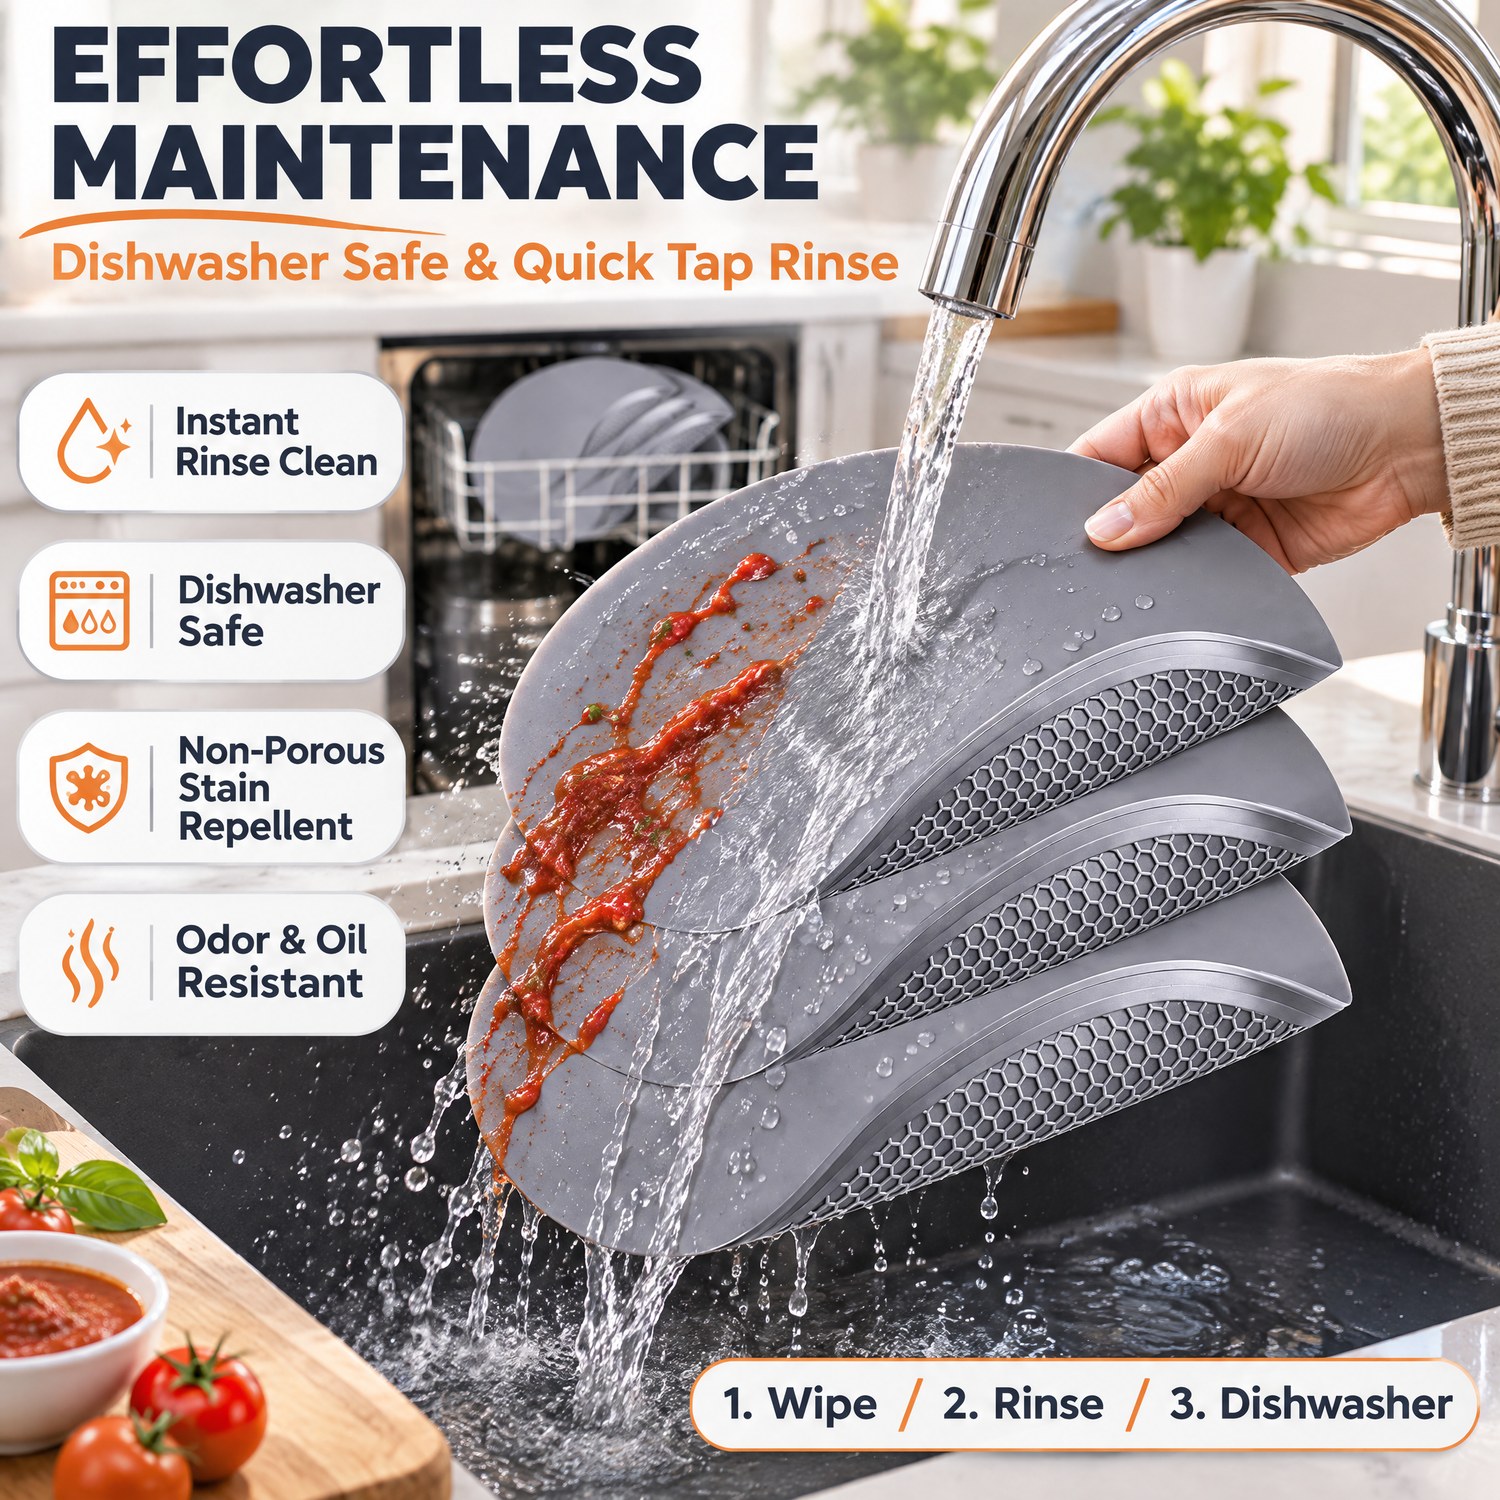 EFFORTLESS
MAINTENANCE
Dishwasher Safe & Quick Tap Rinse
Instant
Rinse Clean
Dishwasher
Safe
Non-Porous
Stain
Repellent
Odor & Oil
Resistant
1. Wipe / 2. Rinse / 3. Dishwasher